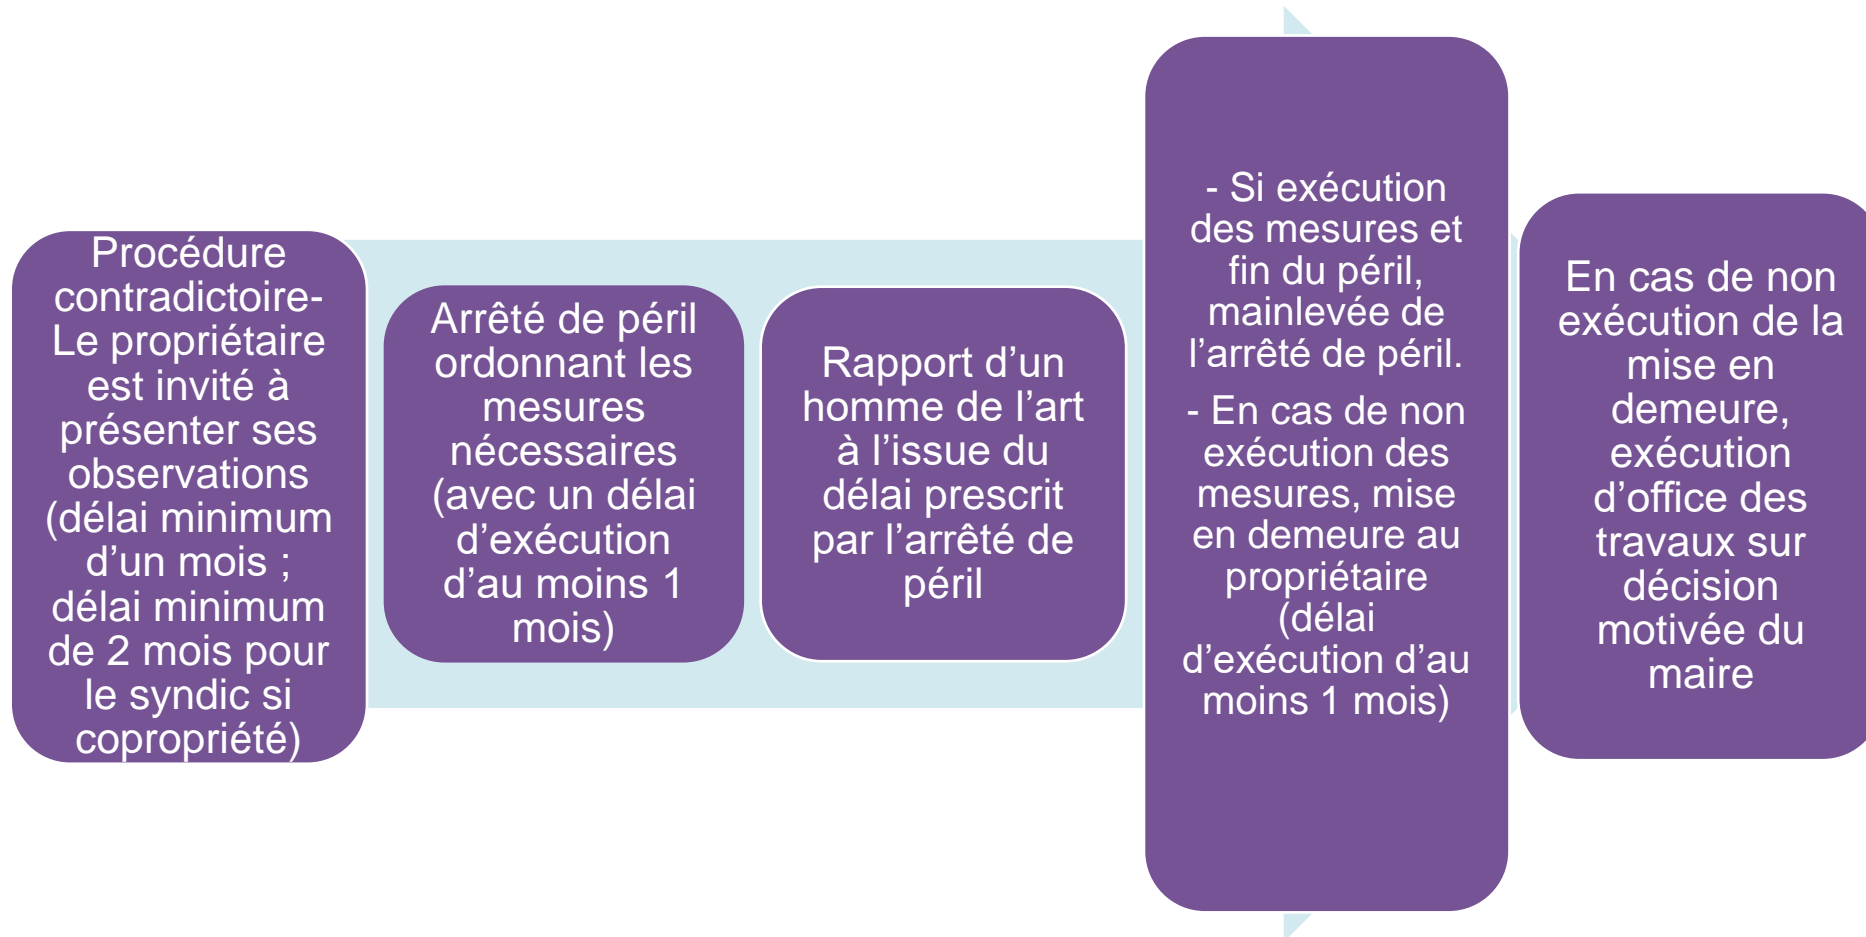 Procédure
contradictoire-
Le propriétaire
est invité à
présenter ses
observations
(délai minimum
d’un mois ;
délai minimum
de 2 mois pour
le syndic si
copropriété)
Arrêté de péril
ordonnant les
mesures
nécessaires
(avec un délai
d’exécution
d’au moins 1
mois)
Rapport d’un
homme de l’art
à l’issue du
délai prescrit
par l’arrêté de
péril
- Si exécution
des mesures et
fin du péril,
mainlevée de
l’arrêté de péril.
- En cas de non
exécution des
mesures, mise
en demeure au
propriétaire
(délai
d’exécution d’au
moins 1 mois)
En cas de non
exécution de la
mise en
demeure,
exécution
d’office des
travaux sur
décision
motivée du
maire